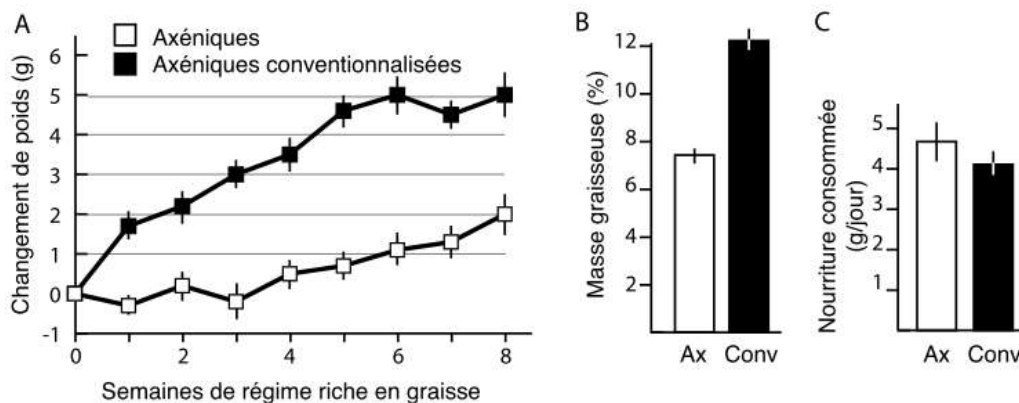 A
Changement de poids (g)
6
5
4
3
2
1
0
-1
Axéniques
Axéniques conventionnalisées
0
2
4
6
8
Semaines de régime riche en graisse
B
Masse graisseuse (%)
12
10
8
6
4
2
Ax
Conv
C
Nourriture consommée
(g/jour)
5
4
3
2
1
Ax
Conv